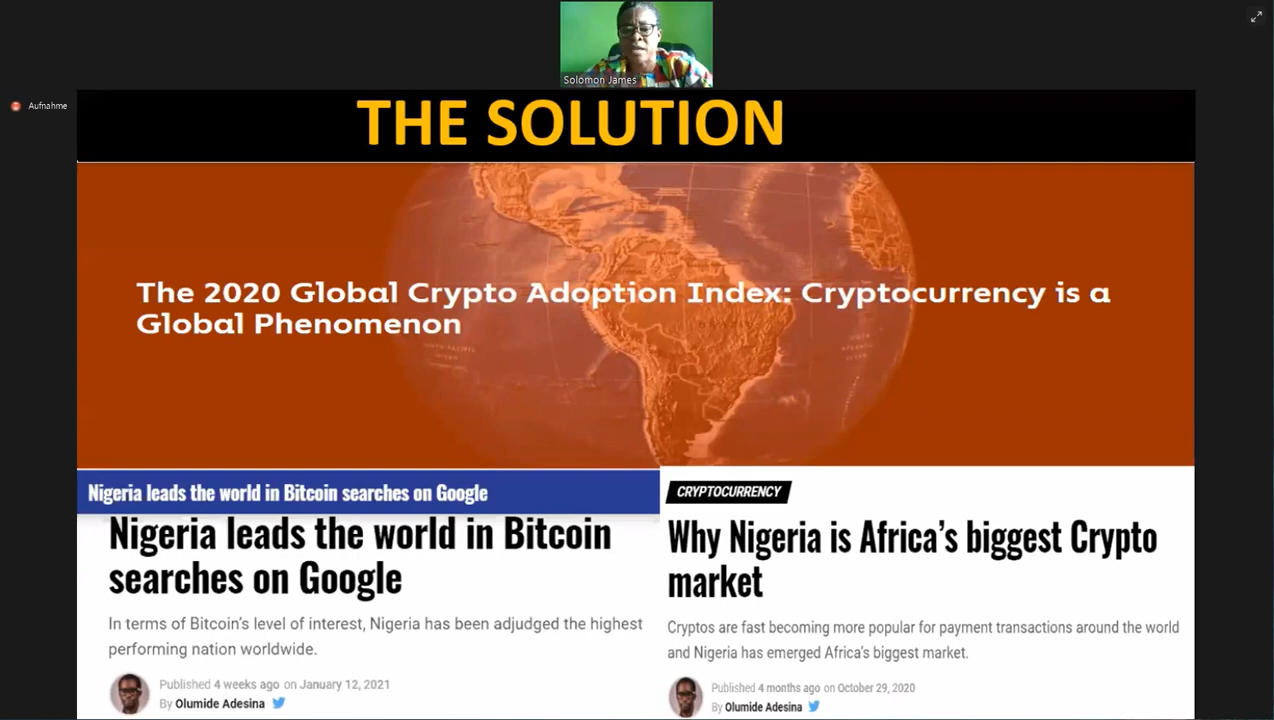 Solomon James
Aufnahme
THE SOLUTION
The 2020 Global Crypto Adoption Index: Cryptocurrency is a
Global Phenomenon
Nigeria leads the world in Bitcoin searches on Google
Nigeria leads the world in Bitcoin
searches on Google
In terms of Bitcoin's level of interest, Nigeria has been adjudged the highest
performing nation worldwide.
Published 4 weeks ago on January 12, 2021
By Olumide Adesina
CRYPTOCURRENCY
Why Nigeria is Africa's biggest Crypto
market
Cryptos are fast becoming more popular for payment transactions around the world
and Nigeria has emerged Africa's biggest market.
Published 4 months ago on October 29, 2020
By Olumide Adesina